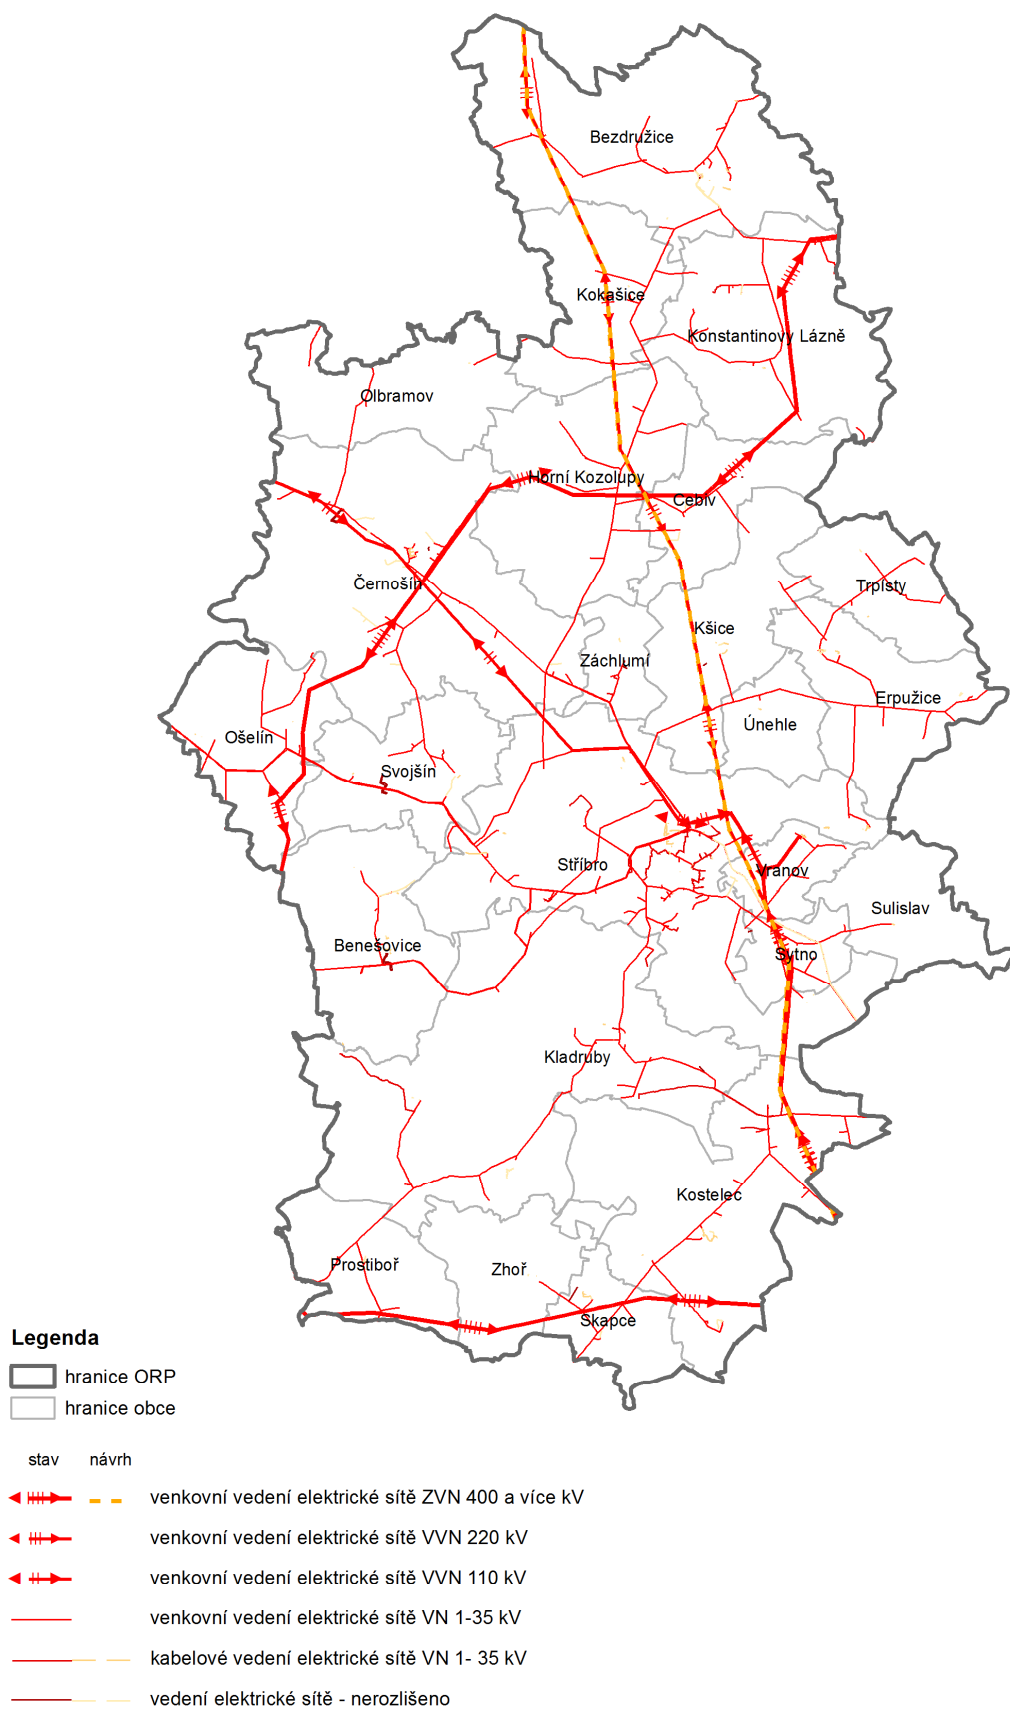 Bezdružice
Kokašice
Konstantinovy Lázně
Olbramov
Horní Kozolupy
Cebiv
Černošín
Trpísty
Kšice
Záchlumí
Erpužice
Únehle
Ošelín
Svojšín
Stříbro
Vranov
Sulislav
Benešovice
Sytno
Kladruby
Kostelec
Prostiboř
Zhoř
Skapce
Legenda
hranice ORP
hranice obce
stav návrh
venkovní vedení elektrické sítě ZVN 400 a více kV
venkovní vedení elektrické sítě VVN 220 kV
venkovní vedení elektrické sítě VVN 110 kV
venkovní vedení elektrické sítě VN 1-35 kV
kabelové vedení elektrické sítě VN 1- 35 kV
vedení elektrické sítě - nerozlišeno